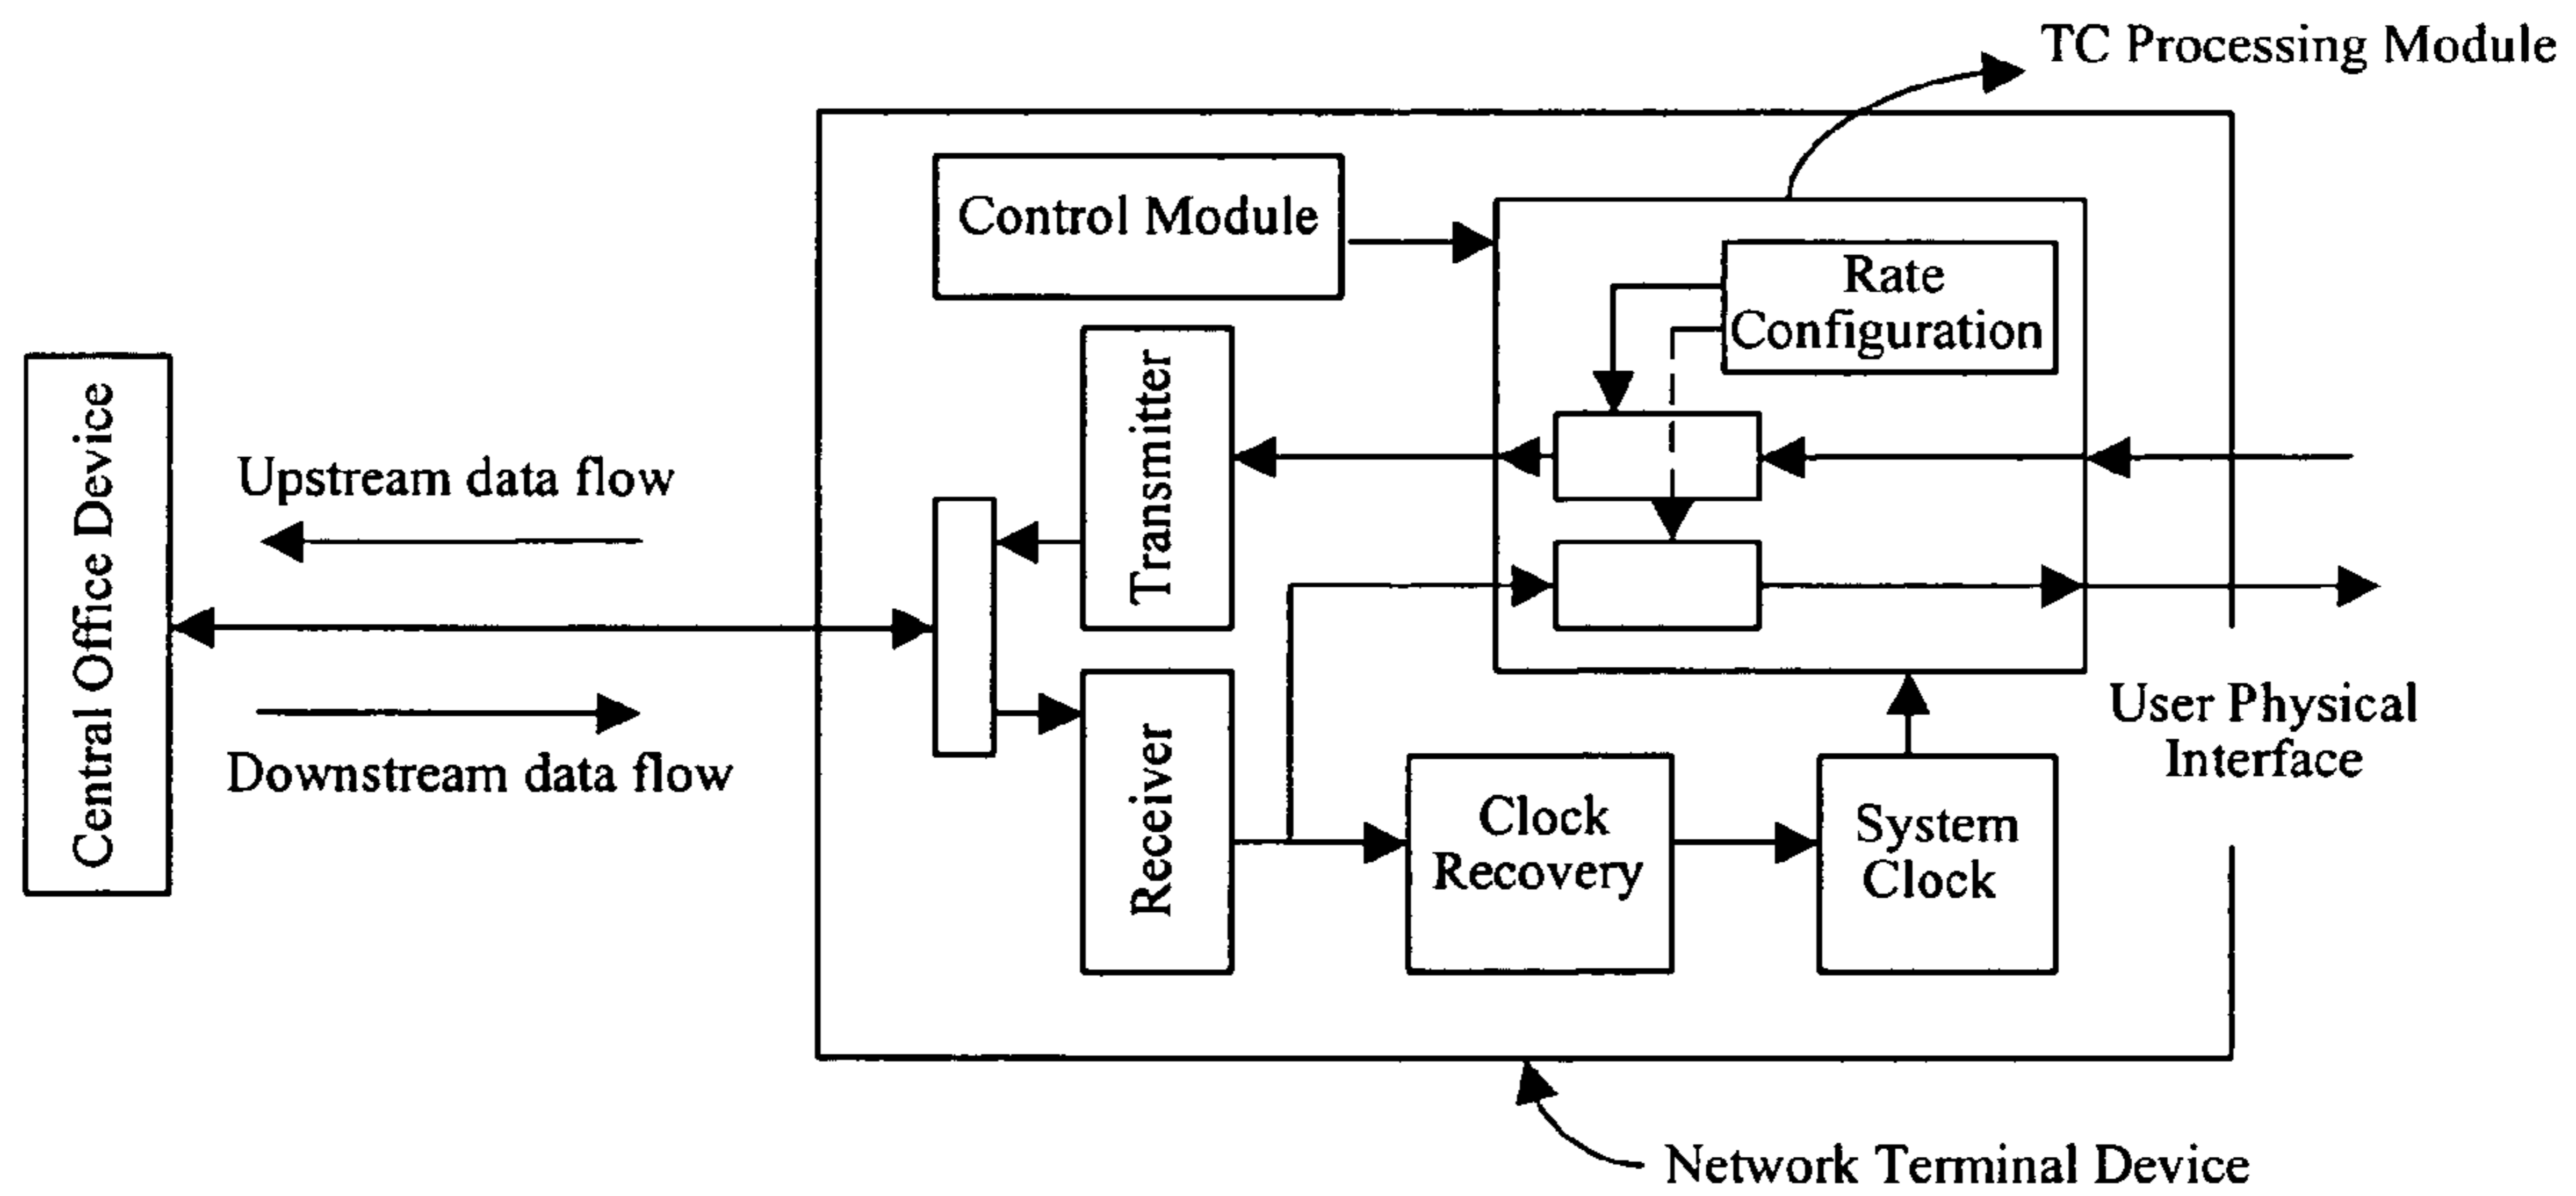 TC Processing Module
Control Module
Rate
Configuration
Central Office Device
Upstream data flow
Downstream data flow
Transmitter
Receiver
Clock
Recovery
System
Clock
User Physical
Interface
Network Terminal Device